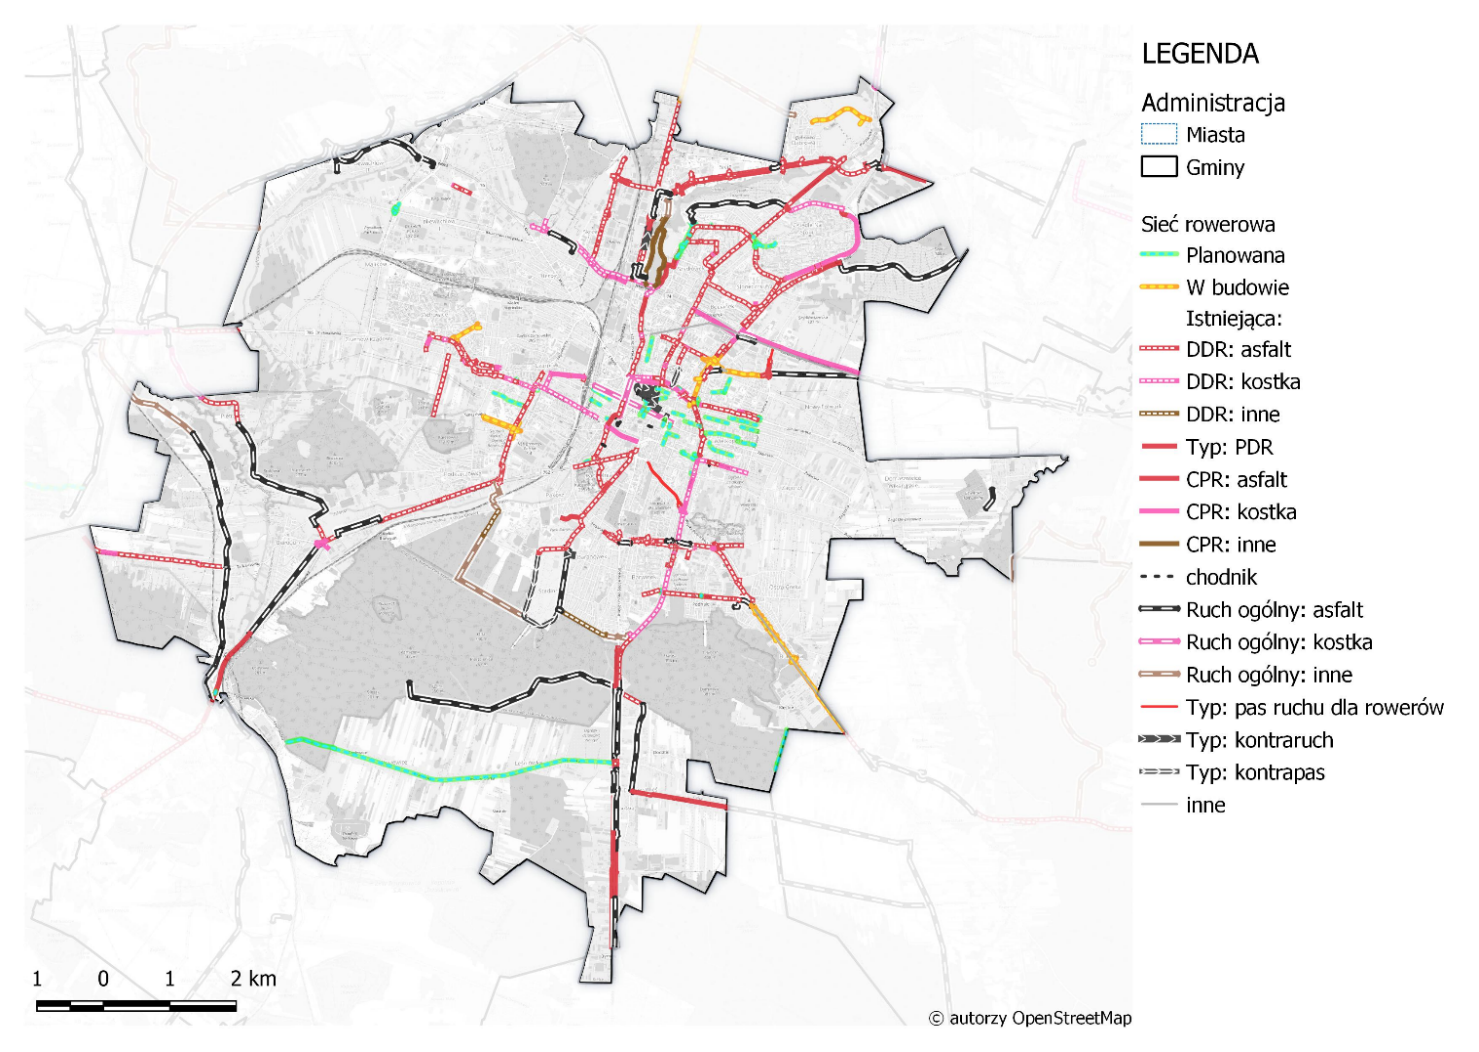 LEGENDA
Administracja
Miasta
Gminy
Sieć rowerowa
Planowana
W budowie
Istniejąca:
DDR: asfalt
DDR: kostka
DDR: inne
Typ: PDR
CPR: asfalt
CPR: kostka
CPR: inne
chodnik
Ruch ogólny: asfalt
Ruch ogólny: kostka
Ruch ogólny: inne
Typ: pas ruchu dla rowerów
Typ: kontraruch
Typ: kontrapas
inne
1 0 1 2 km
© autorzy OpenStreetMap